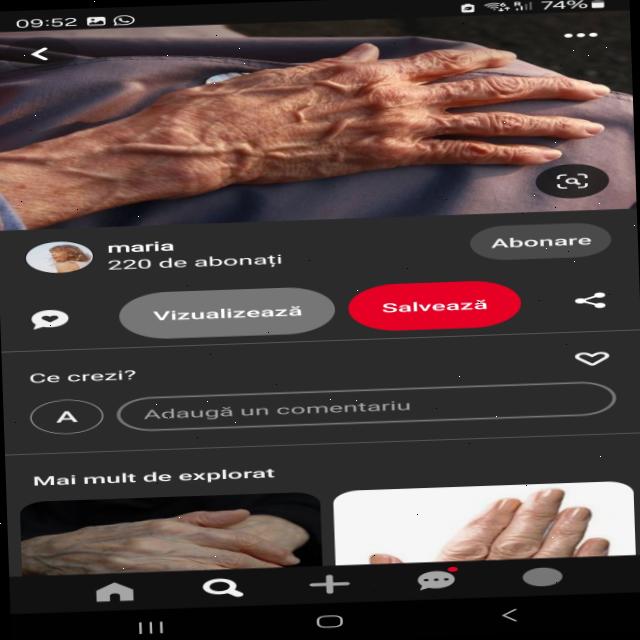 09:52
74%
maria
220 de abonați
Abonare
Vizualizează
Salvează
Ce crezi?
A
Adaugă un comentariu
Mai mult de explorat